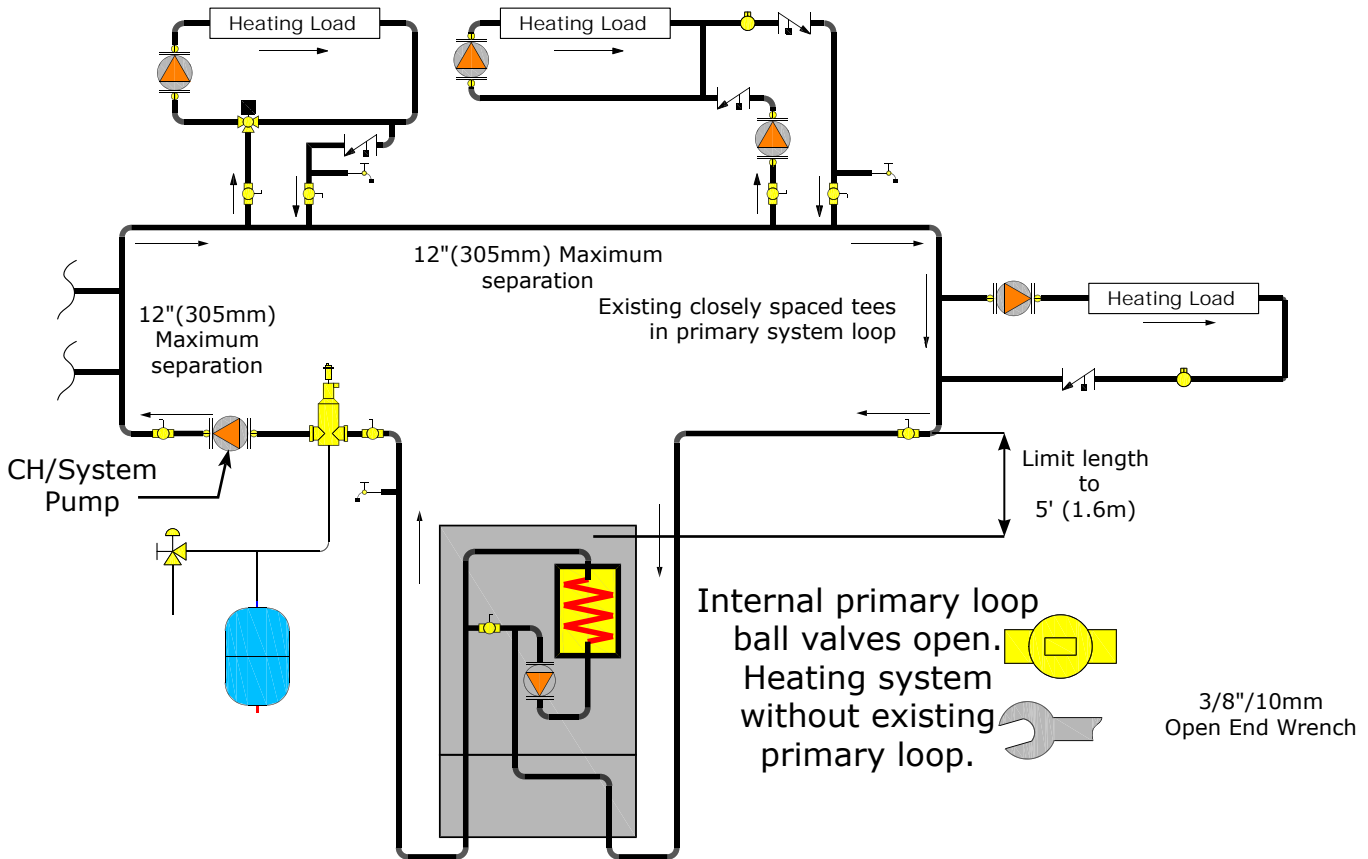 Heating Load
Heating Load
12"(305mm) Maximum
separation
12"(305mm)
Maximum
separation
Existing closely spaced tees
in primary system loop
Heating Load
CH/System
Pump
Limit length
to
5' (1.6m)
Internal primary loop
ball valves open.
Heating system
without existing
primary loop.
3/8"/10mm
Open End Wrench